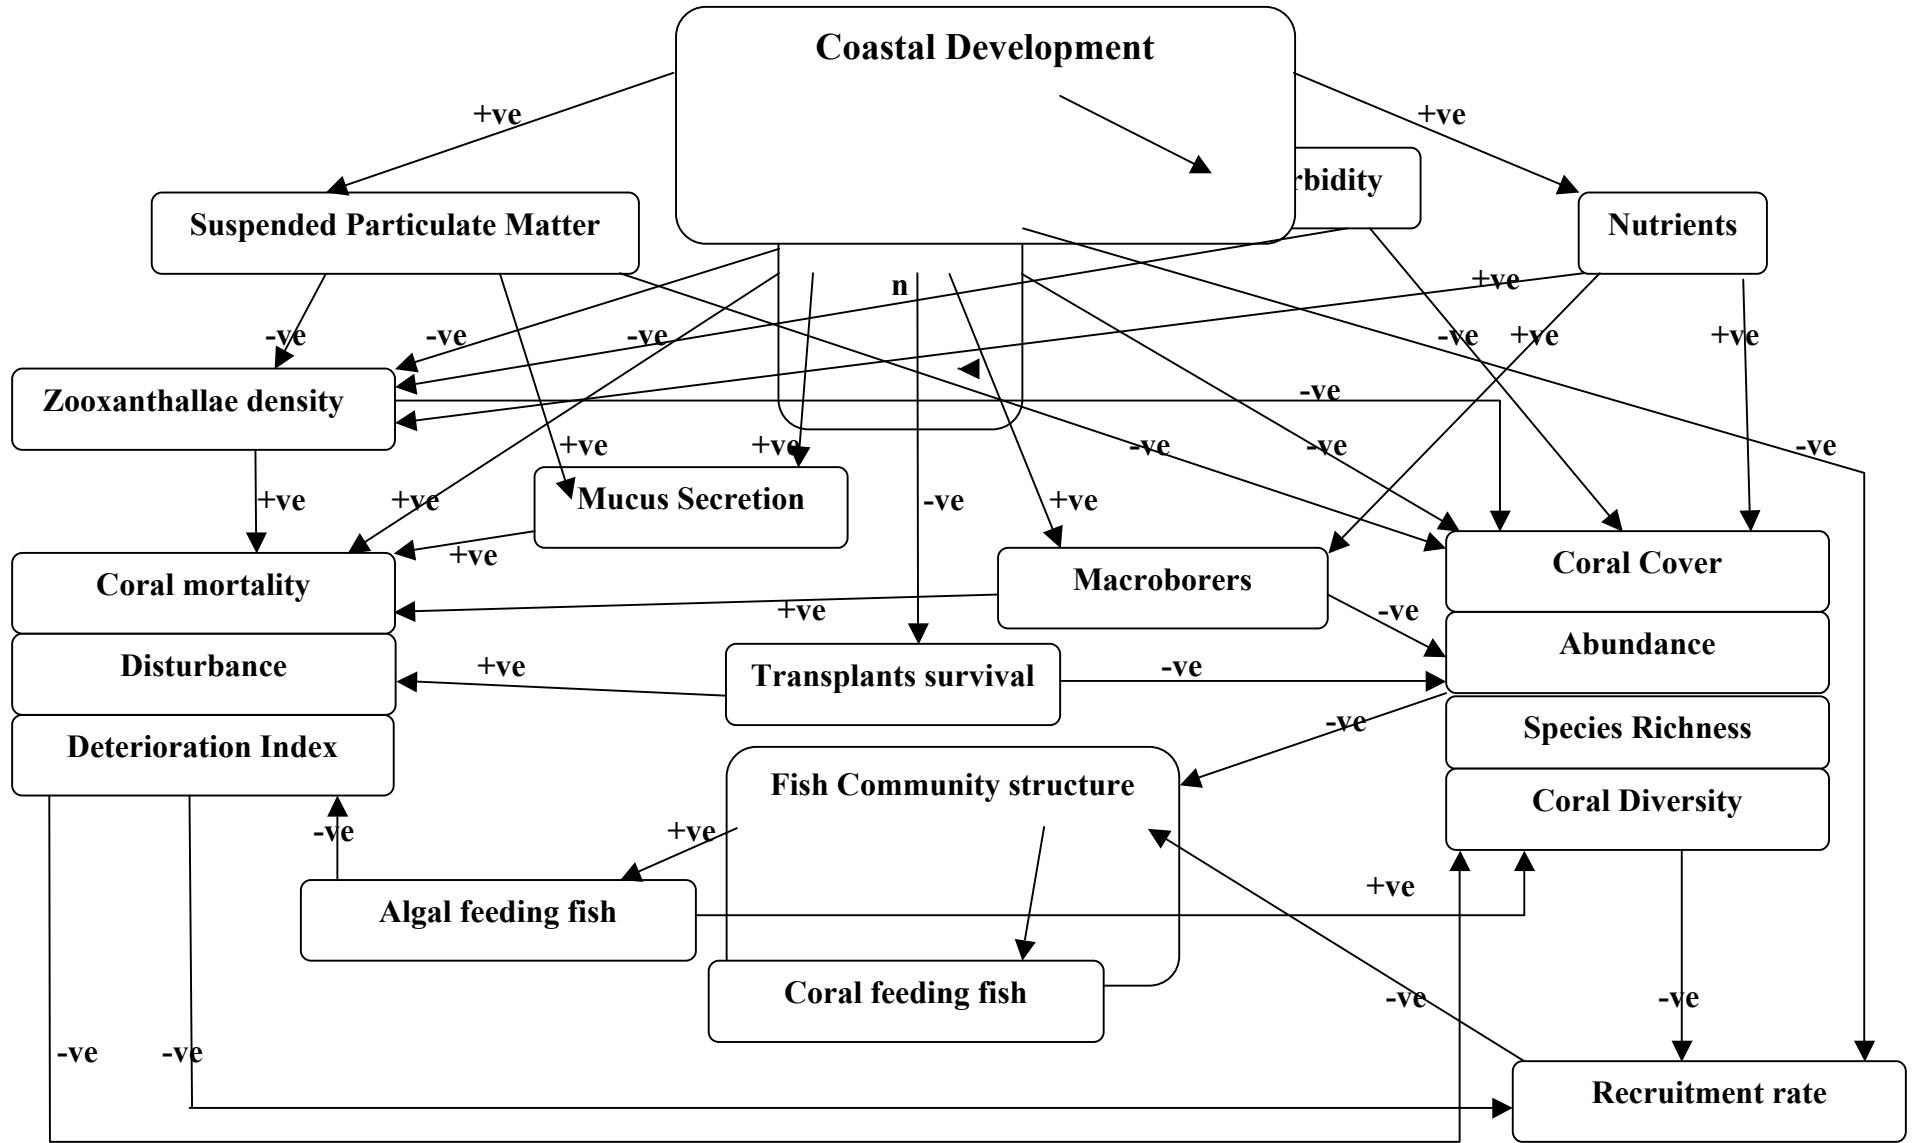 Coastal Development
+ve
+ve
rbidity
Suspended Particulate Matter
Nutrients
n
+ve
-ve
-ve
-ve
-ve
+ve
+ve
Zooxanthallae density
-ve
+ve
+ve
-ve
-ve
-ve
+ve
+ve
Mucus Secretion
-ve
+ve
+ve
Coral Cover
Coral mortality
Macroborers
+ve
-ve
Abundance
Disturbance
+ve
Transplants survival
-ve
-ve
Species Richness
Deterioration Index
Fish Community structure
Coral Diversity
-ve
+ve
+ve
Algal feeding fish
Coral feeding fish
-ve
-ve
-ve
-ve
Recruitment rate